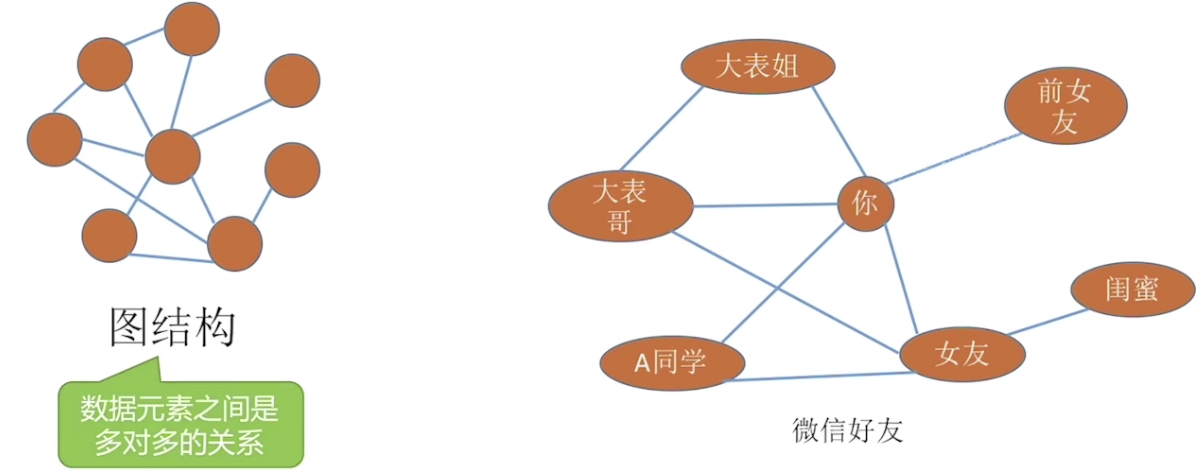 图结构
数据元素之间是
多对多的关系
大表姐
前女
友
大表
哥
你
闺蜜
A同学
女友
微信好友